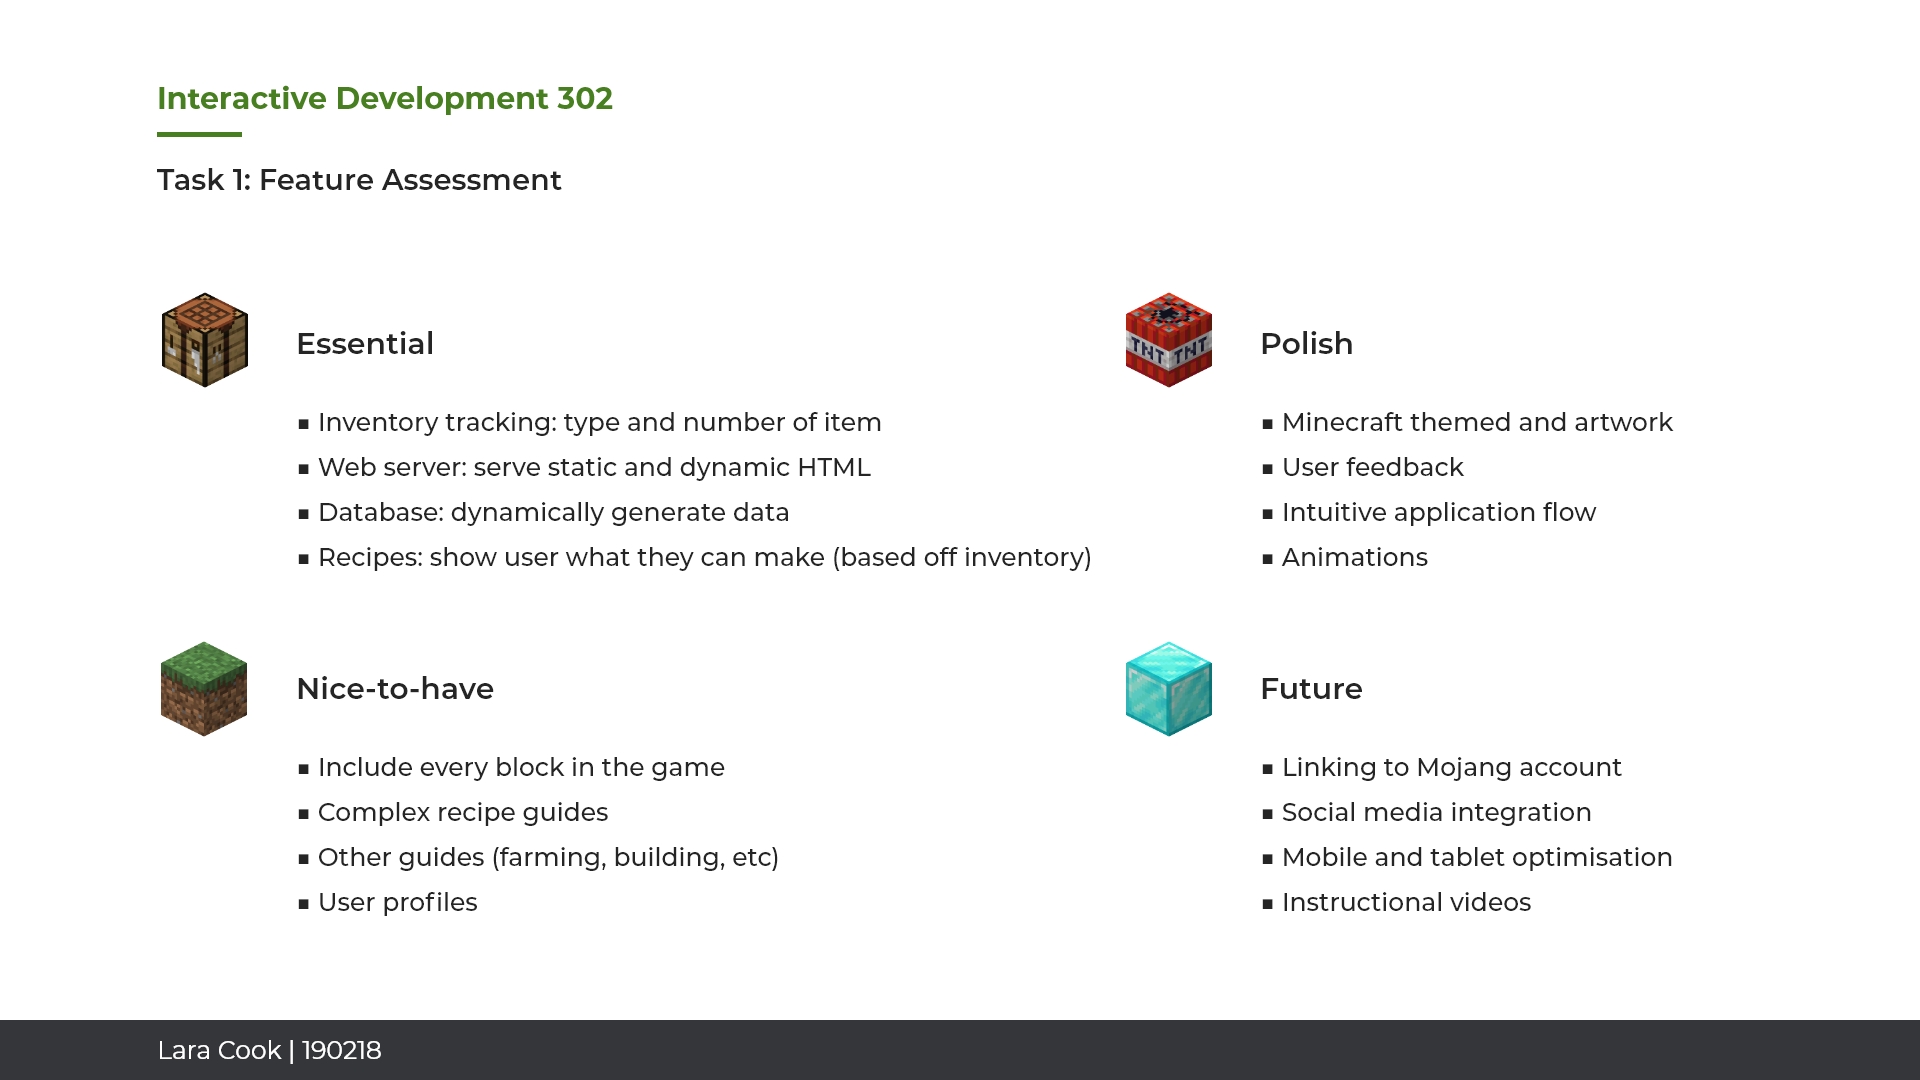 Interactive Development 302
Task 1: Feature Assessment
Essential
▪ Inventory tracking: type and number of item
▪ Web server: serve static and dynamic HTML
▪ Database: dynamically generate data
▪ Recipes: show user what they can make (based off inventory)
TNT TNT
Polish
▪ Minecraft themed and artwork
▪ User feedback
▪ Intuitive application flow
▪ Animations
Nice-to-have
▪ Include every block in the game
▪ Complex recipe guides
▪ Other guides (farming, building, etc)
▪ User profiles
Future
▪ Linking to Mojang account
▪ Social media integration
▪ Mobile and tablet optimisation
▪ Instructional videos
Lara Cook | 190218